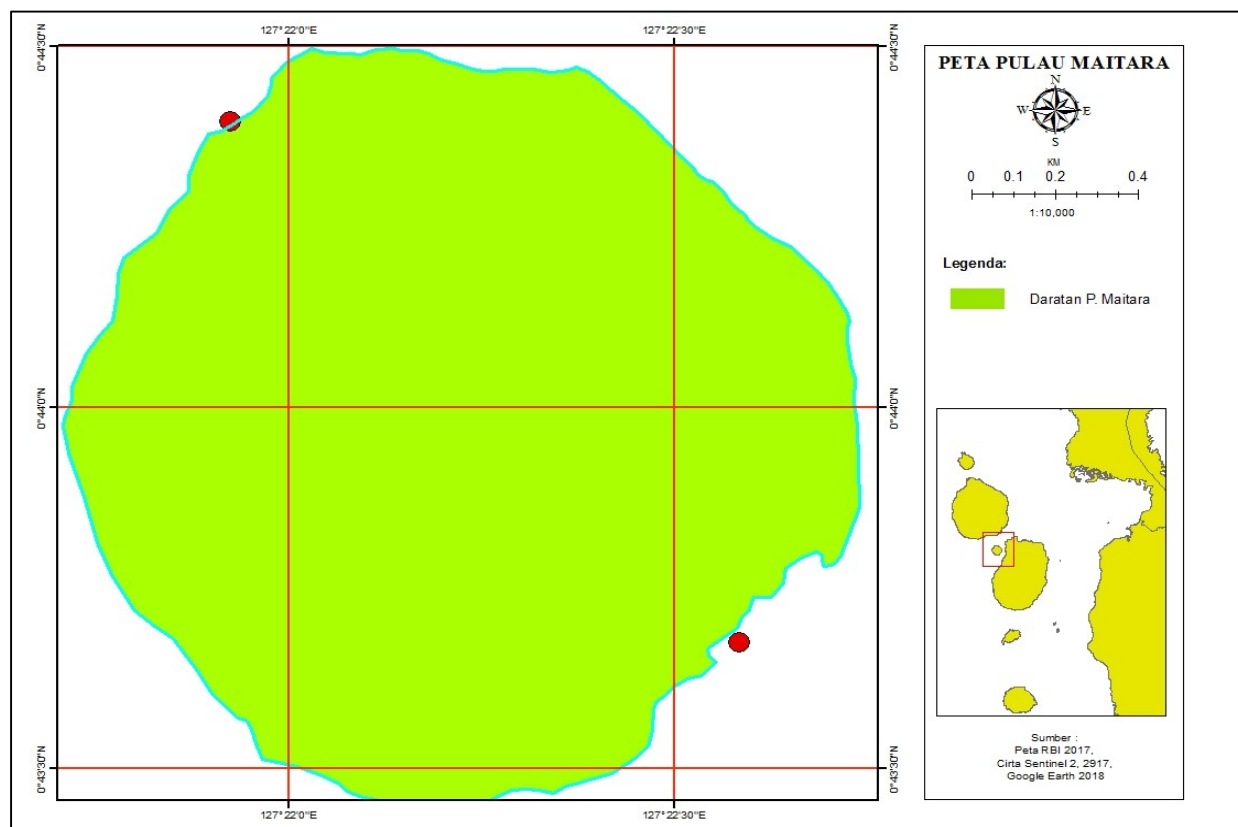 127°22'0"E
127°22'30"E
0°44'30"N
0°44'30"N
0°44'0"N
0°44'0"N
0°43'30"N
0°43'30"N
127°22'0"E
127°22'30"E
PETA PULAU MAITARA
N
W E
S
KM
0 0.1 0.2 0.4
1:10,000
Legenda:
Daratan P. Maitara
Sumber :
Peta RBI 2017,
Cirta Sentinel 2, 2917,
Google Earth 2018